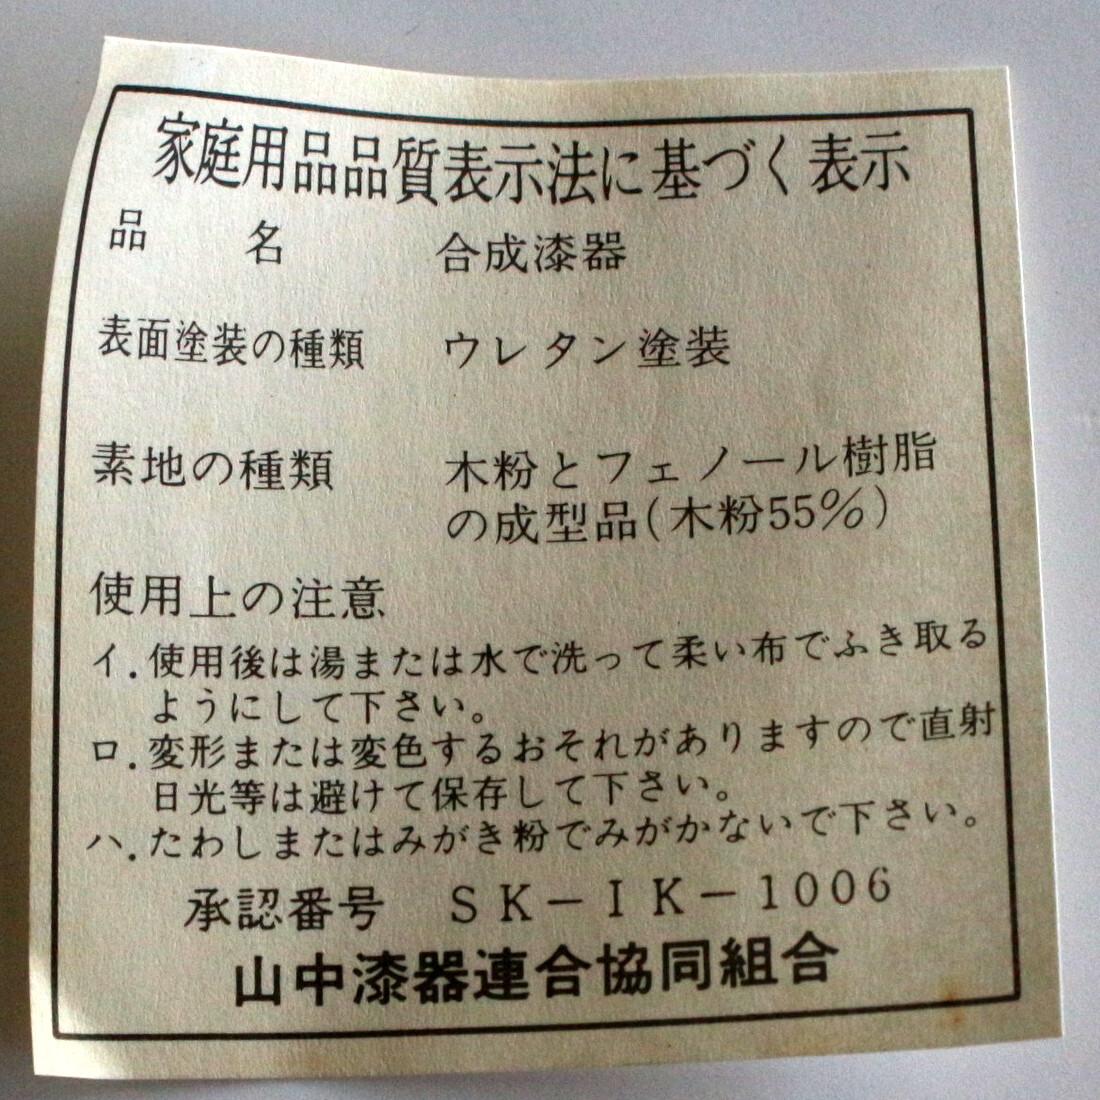 家庭用品品質表示法に基づく表示
品名 合成漆器
表面塗装の種類 ウレタン塗装
素地の種類 木粉とフェノール樹脂
の成型品(木粉55%)
使用上の注意
イ.使用後は湯または水で洗って柔い布でふき取る
ようにして下さい。
ロ.変形または変色するおそれがありますので直射
日光等は避けて保存して下さい。
ハ.たわしまたはみがき粉でみがかないで下さい。
承認番号 SK-IK-1006
山中漆器連合協同組合